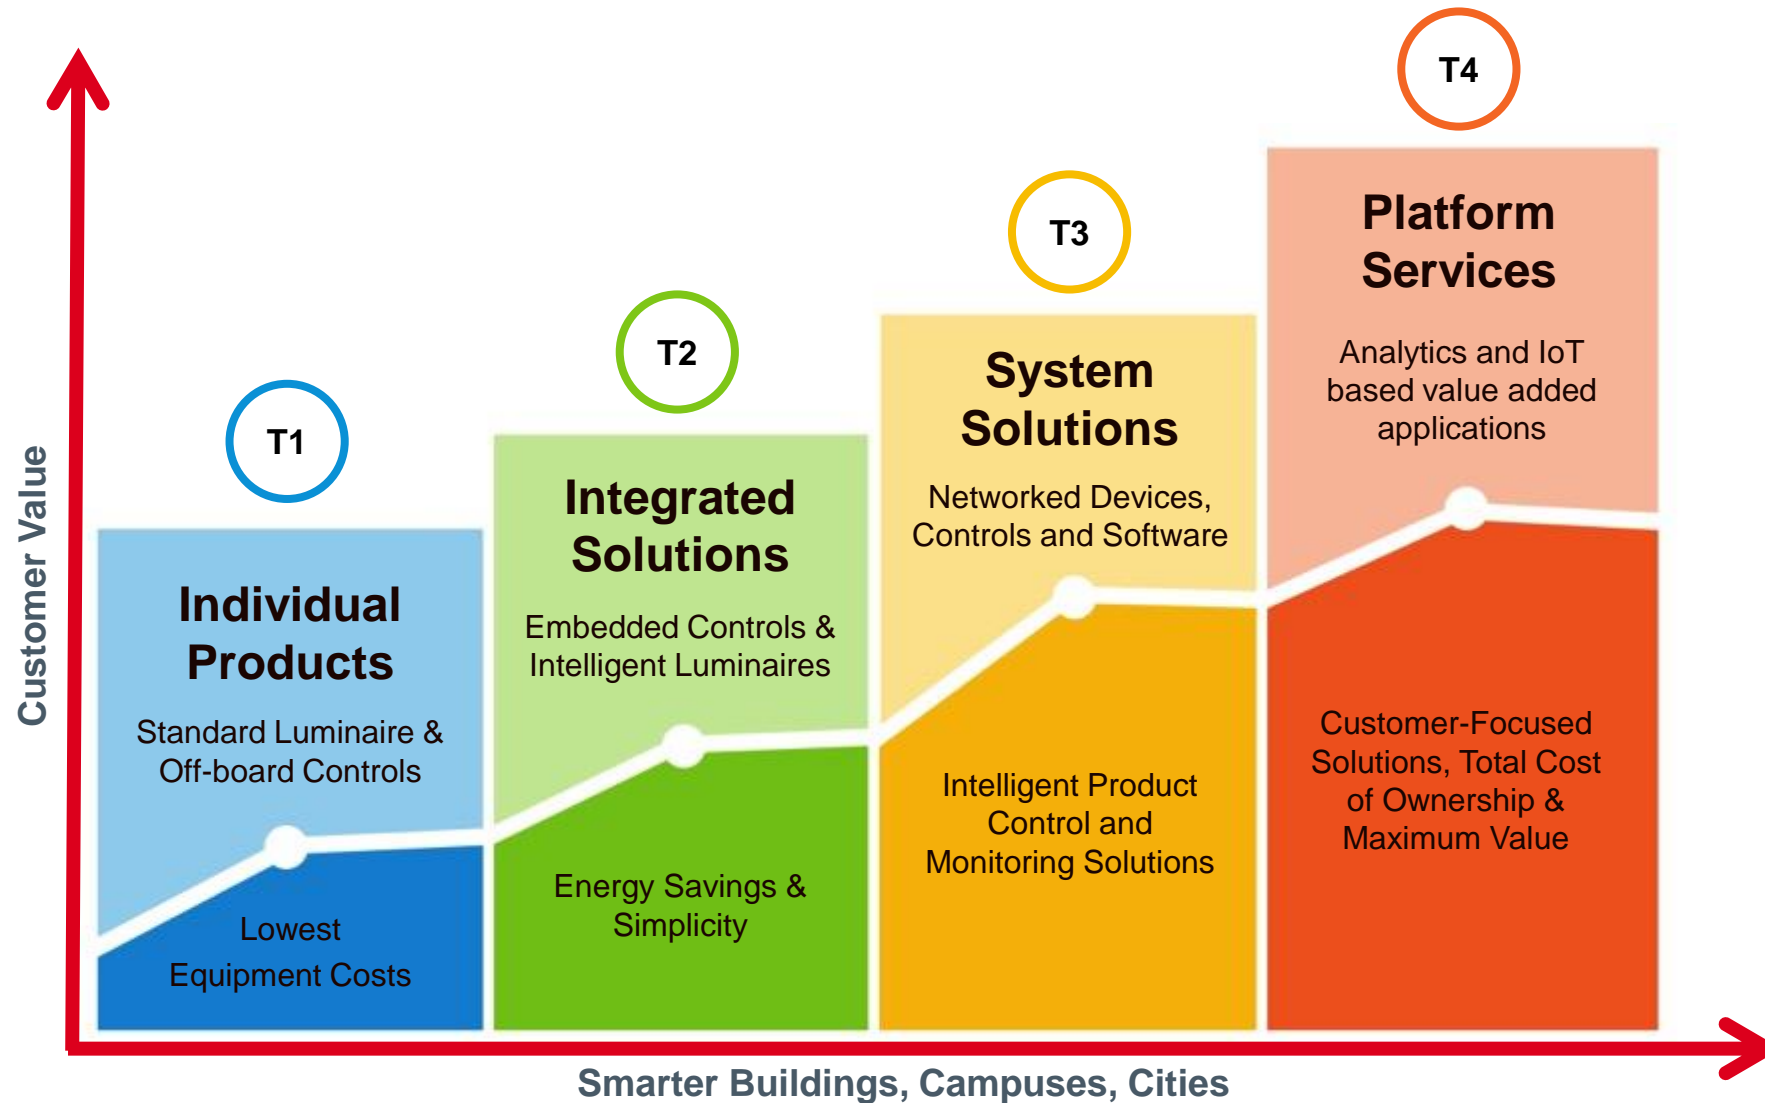 Customer Value
T1
Individual
Products
Standard Luminaire &
Off-board Controls
Lowest
Equipment Costs
T2
Integrated
Solutions
Embedded Controls &
Intelligent Luminaires
Energy Savings &
Simplicity
T3
System
Solutions
Networked Devices,
Controls and Software
Intelligent Product
Control and
Monitoring Solutions
T4
Platform
Services
Analytics and IoT
based value added
applications
Customer-Focused
Solutions, Total Cost
of Ownership &
Maximum Value
Smarter Buildings, Campuses, Cities